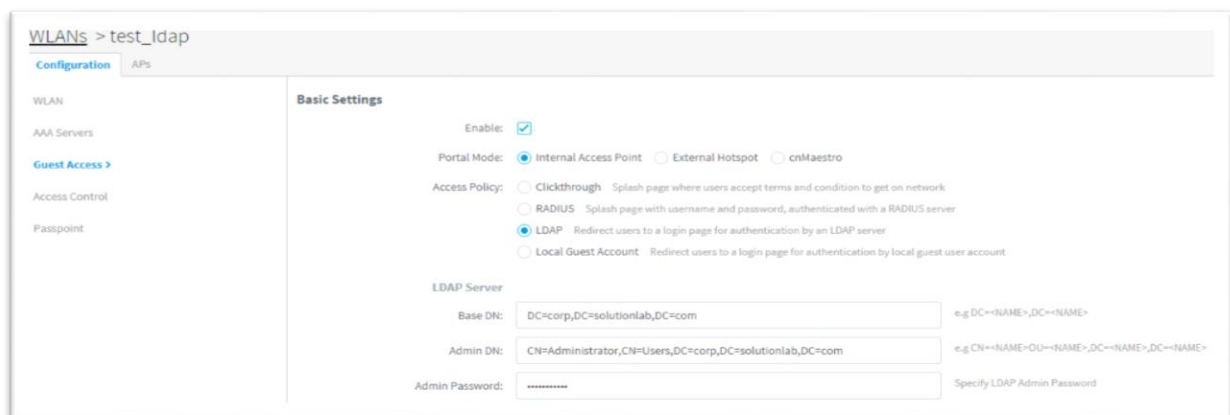 WLANs > test_ldap
Configuration APs
WLAN
AAA Servers
Guest Access >
Access Control
Passpoint
Basic Settings
Enable:
Portal Mode: Internal Access Point External Hotspot cnMaestro
Access Policy: Clickthrough Splash page where users accept terms and condition to get on network
RADIUS Splash page with username and password, authenticated with a RADIUS server
LDAP Redirect users to a login page for authentication by an LDAP server
Local Guest Account Redirect users to a login page for authentication by local guest user account
LDAP Server
Base DN: DC=corp,DC=solutionlab,DC=com e.g DC=<NAME>,DC=<NAME>
Admin DN: CN=Administrator,CN=Users,DC=corp,DC=solutionlab,DC=com e.g CN=<NAME>OU=<NAME>,DC=<NAME>,DC=<NAME>
Admin Password: ••••••••••• Specify LDAP Admin Password